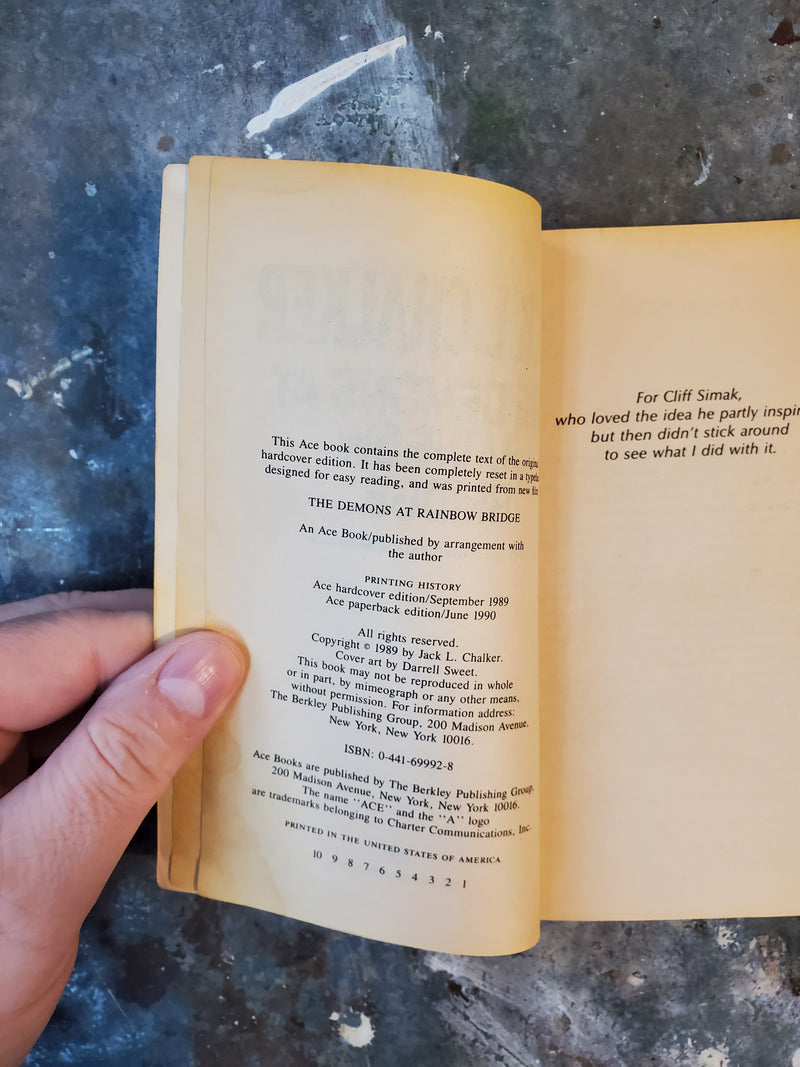 This Ace book contains the complete text of the
hardcover edition. It has been completely reset in a
designed for easy reading, and was printed from new
THE DEMONS AT RAINBOW BRIDGE
An Ace Book/published by arrangement with
the author
PRINTING HISTORY
Ace hardcover edition/September 1989
Ace paperback edition/June 1990
All rights reserved.
Copyright © 1989 by Jack L. Chalker.
Cover art by Darrell Sweet.
This book may not be reproduced in whole
or in part, by mimeograph or any other means,
without permission. For information address:
The Berkley Publishing Group, 200 Madison Avenue,
New York, New York 10016.
ISBN: 0-441-69992-8
Ace Books are published by The Berkley Publishing Group,
200 Madison Avenue, New York, New York 10016.
The name "ACE" and the "A" logo
are trademarks belonging to Charter Communications, Inc.
PRINTED IN THE UNITED STATES OF AMERICA
10 9 8 7 6 5 4 3 2 1
For Cliff Simak,
who loved the idea he partly
but then didn't stick around
to see what I did with it.